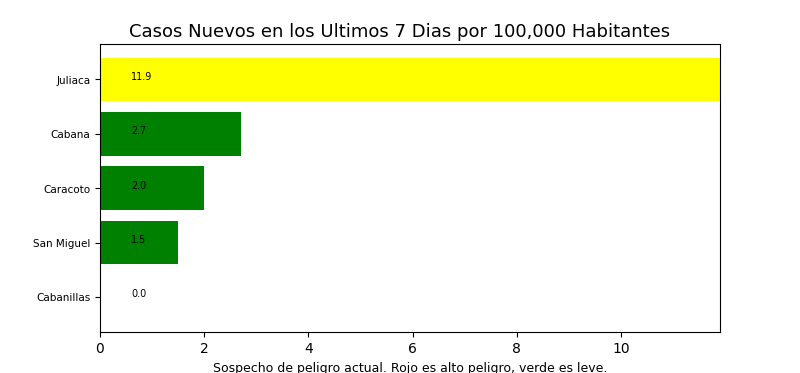 Casos Nuevos en los Ultimos 7 Dias por 100,000 Habitantes
Juliaca 11.9
Cabana 2.7
Caracoto 2.0
San Miguel 1.5
Cabanillas 0.0
0 2 4 6 8 10
Sospecho de peligro actual. Rojo es alto peligro, verde es leve.